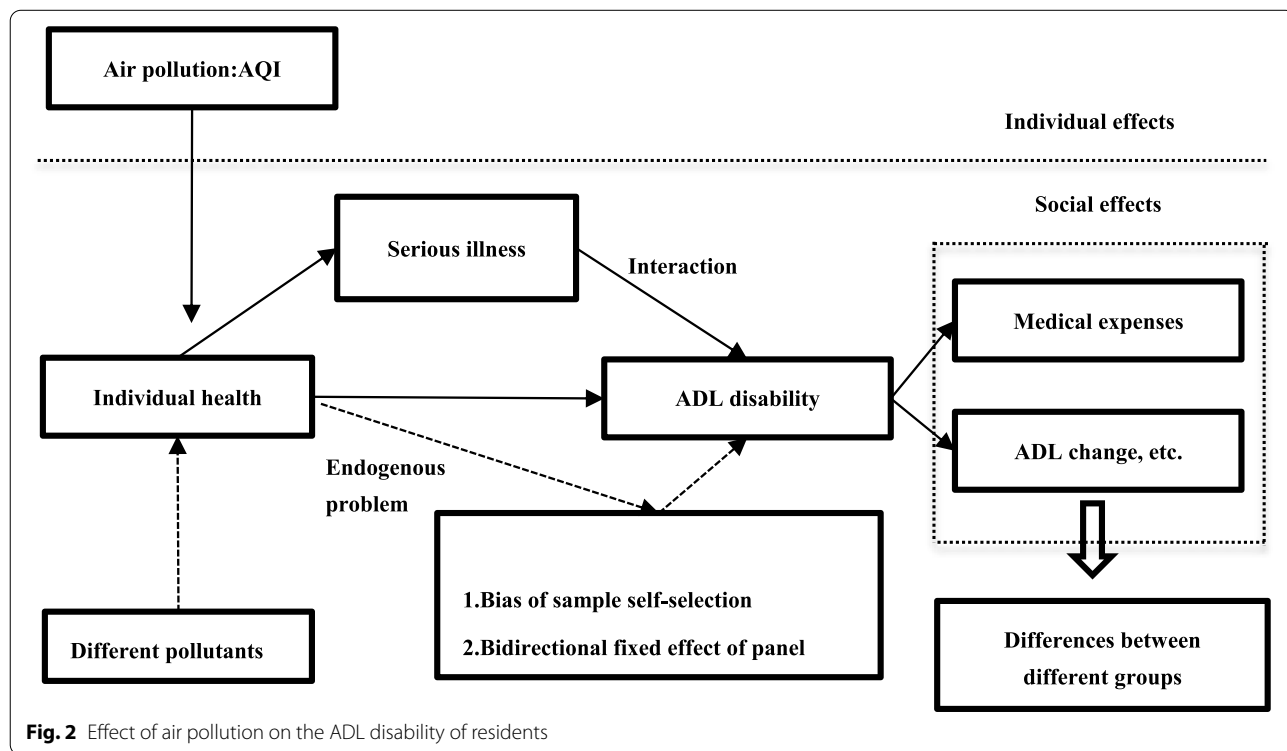 Air pollution:AQI
Individual effects
Social effects
Serious illness
Interaction
Medical expenses
Individual health
ADL disability
ADL change, etc.
Endogenous
problem
1.Bias of sample self-selection
2.Bidirectional fixed effect of panel
Different pollutants
Differences between
different groups
Fig. 2 Effect of air pollution on the ADL disability of residents